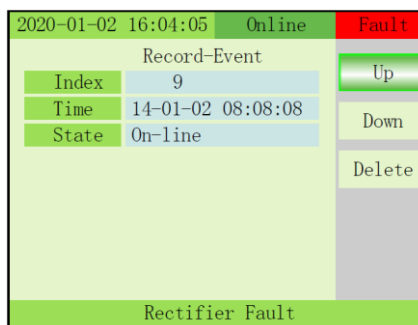 2020-01-02 16:04:05 Online Fault
Record-Event
Index 9
Time 14-01-02 08:08:08
State On-line
Up
Down
Delete
Rectifier Fault